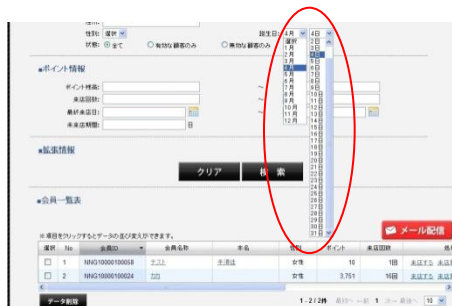 性別: 選択 誕生日: 4月 4日
状態: 全て 有効な顧客のみ 無効な顧客のみ
選択
1月
2月
3月
4月
5月
6月
7月
8月
9月
10月
11月
12月
2日
3日
4日
5日
6日
7日
8日
9日
10日
11日
12日
13日
14日
15日
16日
17日
18日
19日
20日
21日
22日
23日
24日
25日
26日
27日
28日
29日
30日
31日
■ポイント情報
ポイント残高: ~
来店回数: ~
最終来店日: ~
未来店期間: 日
■拡張情報
クリア 検 索
■会員一覧表
メール配信
※項目をクリックするとデータの並び変えができます。
選択 No 会員ID 会員名称 本名 性別 ポイント 来店回数
1 NNG10000100058 テスト 女性 10 1回 来店する 来店
2 NNG10000100024 女性 3,751 16回 来店する 来店
データ削除 1 - 2 / 2件 1 10